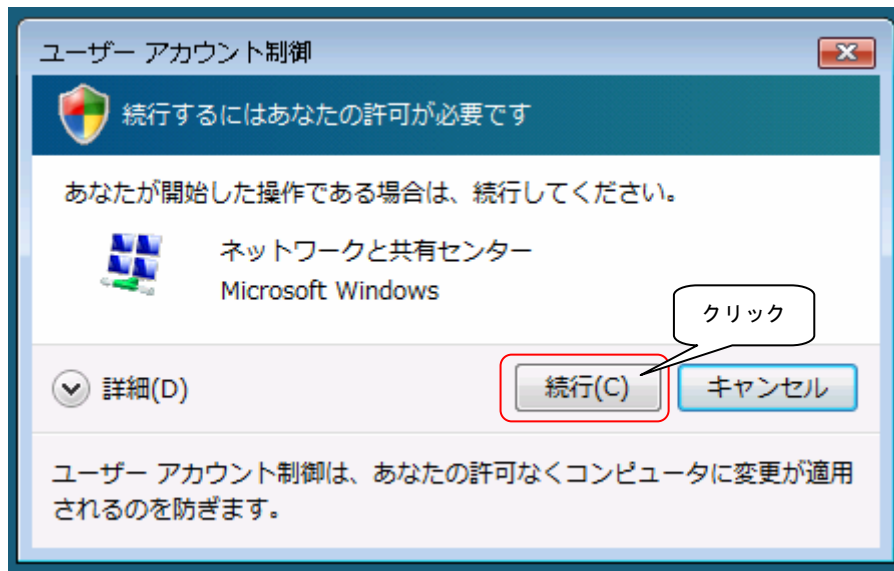 ユーザー アカウント制御
続行するにはあなたの許可が必要です
あなたが開始した操作である場合は、続行してください。
ネットワークと共有センター
Microsoft Windows
クリック
詳細(D)
続行(C)
キャンセル
ユーザー アカウント制御は、あなたの許可なくコンピュータに変更が適用
されるのを防ぎます。